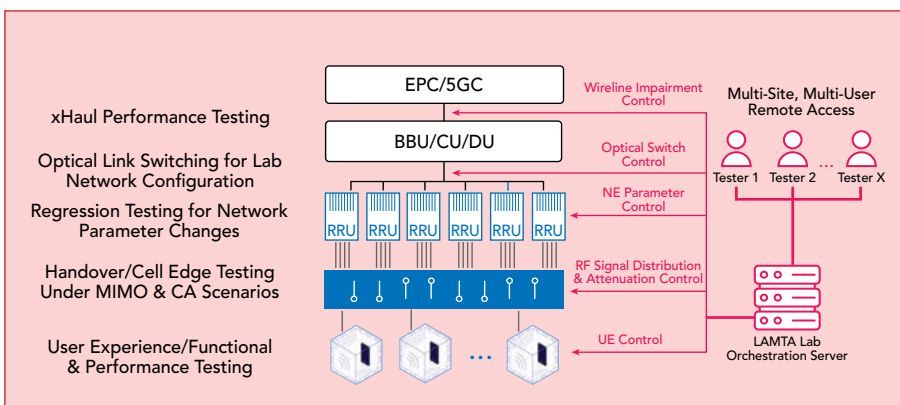 EPC/5GC
Wireline Impairment
Control
Multi-Site, Multi-User
Remote Access
xHaul Performance Testing
BBU/CU/DU
Optical Switch
Control
Optical Link Switching for Lab
Network Configuration
Tester 1
Tester 2
...
Tester X
NE Parameter
Control
Regression Testing for Network
Parameter Changes
RRU
RRU
RRU
RRU
RRU
RRU
Handover/Cell Edge Testing
Under MIMO & CA Scenarios
RF Signal Distribution
& Attenuation Control
User Experience/Functional
& Performance Testing
...
UE Control
LAMTA Lab
Orchestration Server